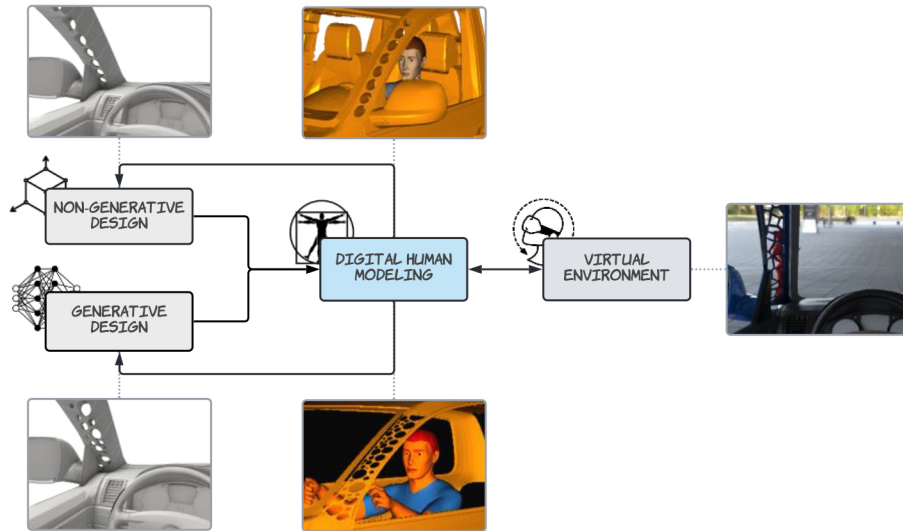 NON-GENERATIVE
DESIGN
DIGITAL HUMAN
MODELING
VIRTUAL
ENVIRONMENT
GENERATIVE
DESIGN